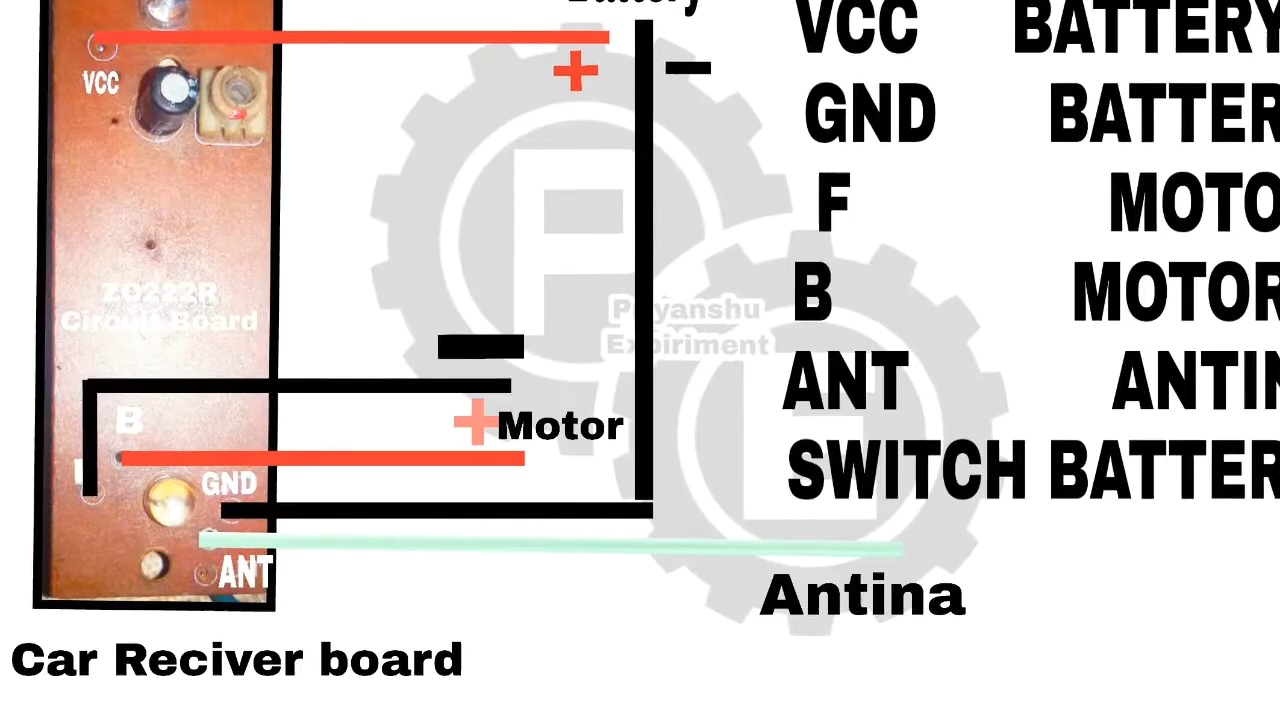 Battery
VCC BATTERY
+
-
VCC
GND BATTER
F MOTO
ZO222R
Circuit Board
B MOTOR
Priyanshu
Expiriment
-
ANT ANTIN
B
+ Motor
SWITCH BATTER
GND
ANT
Antina
Car Reciver board